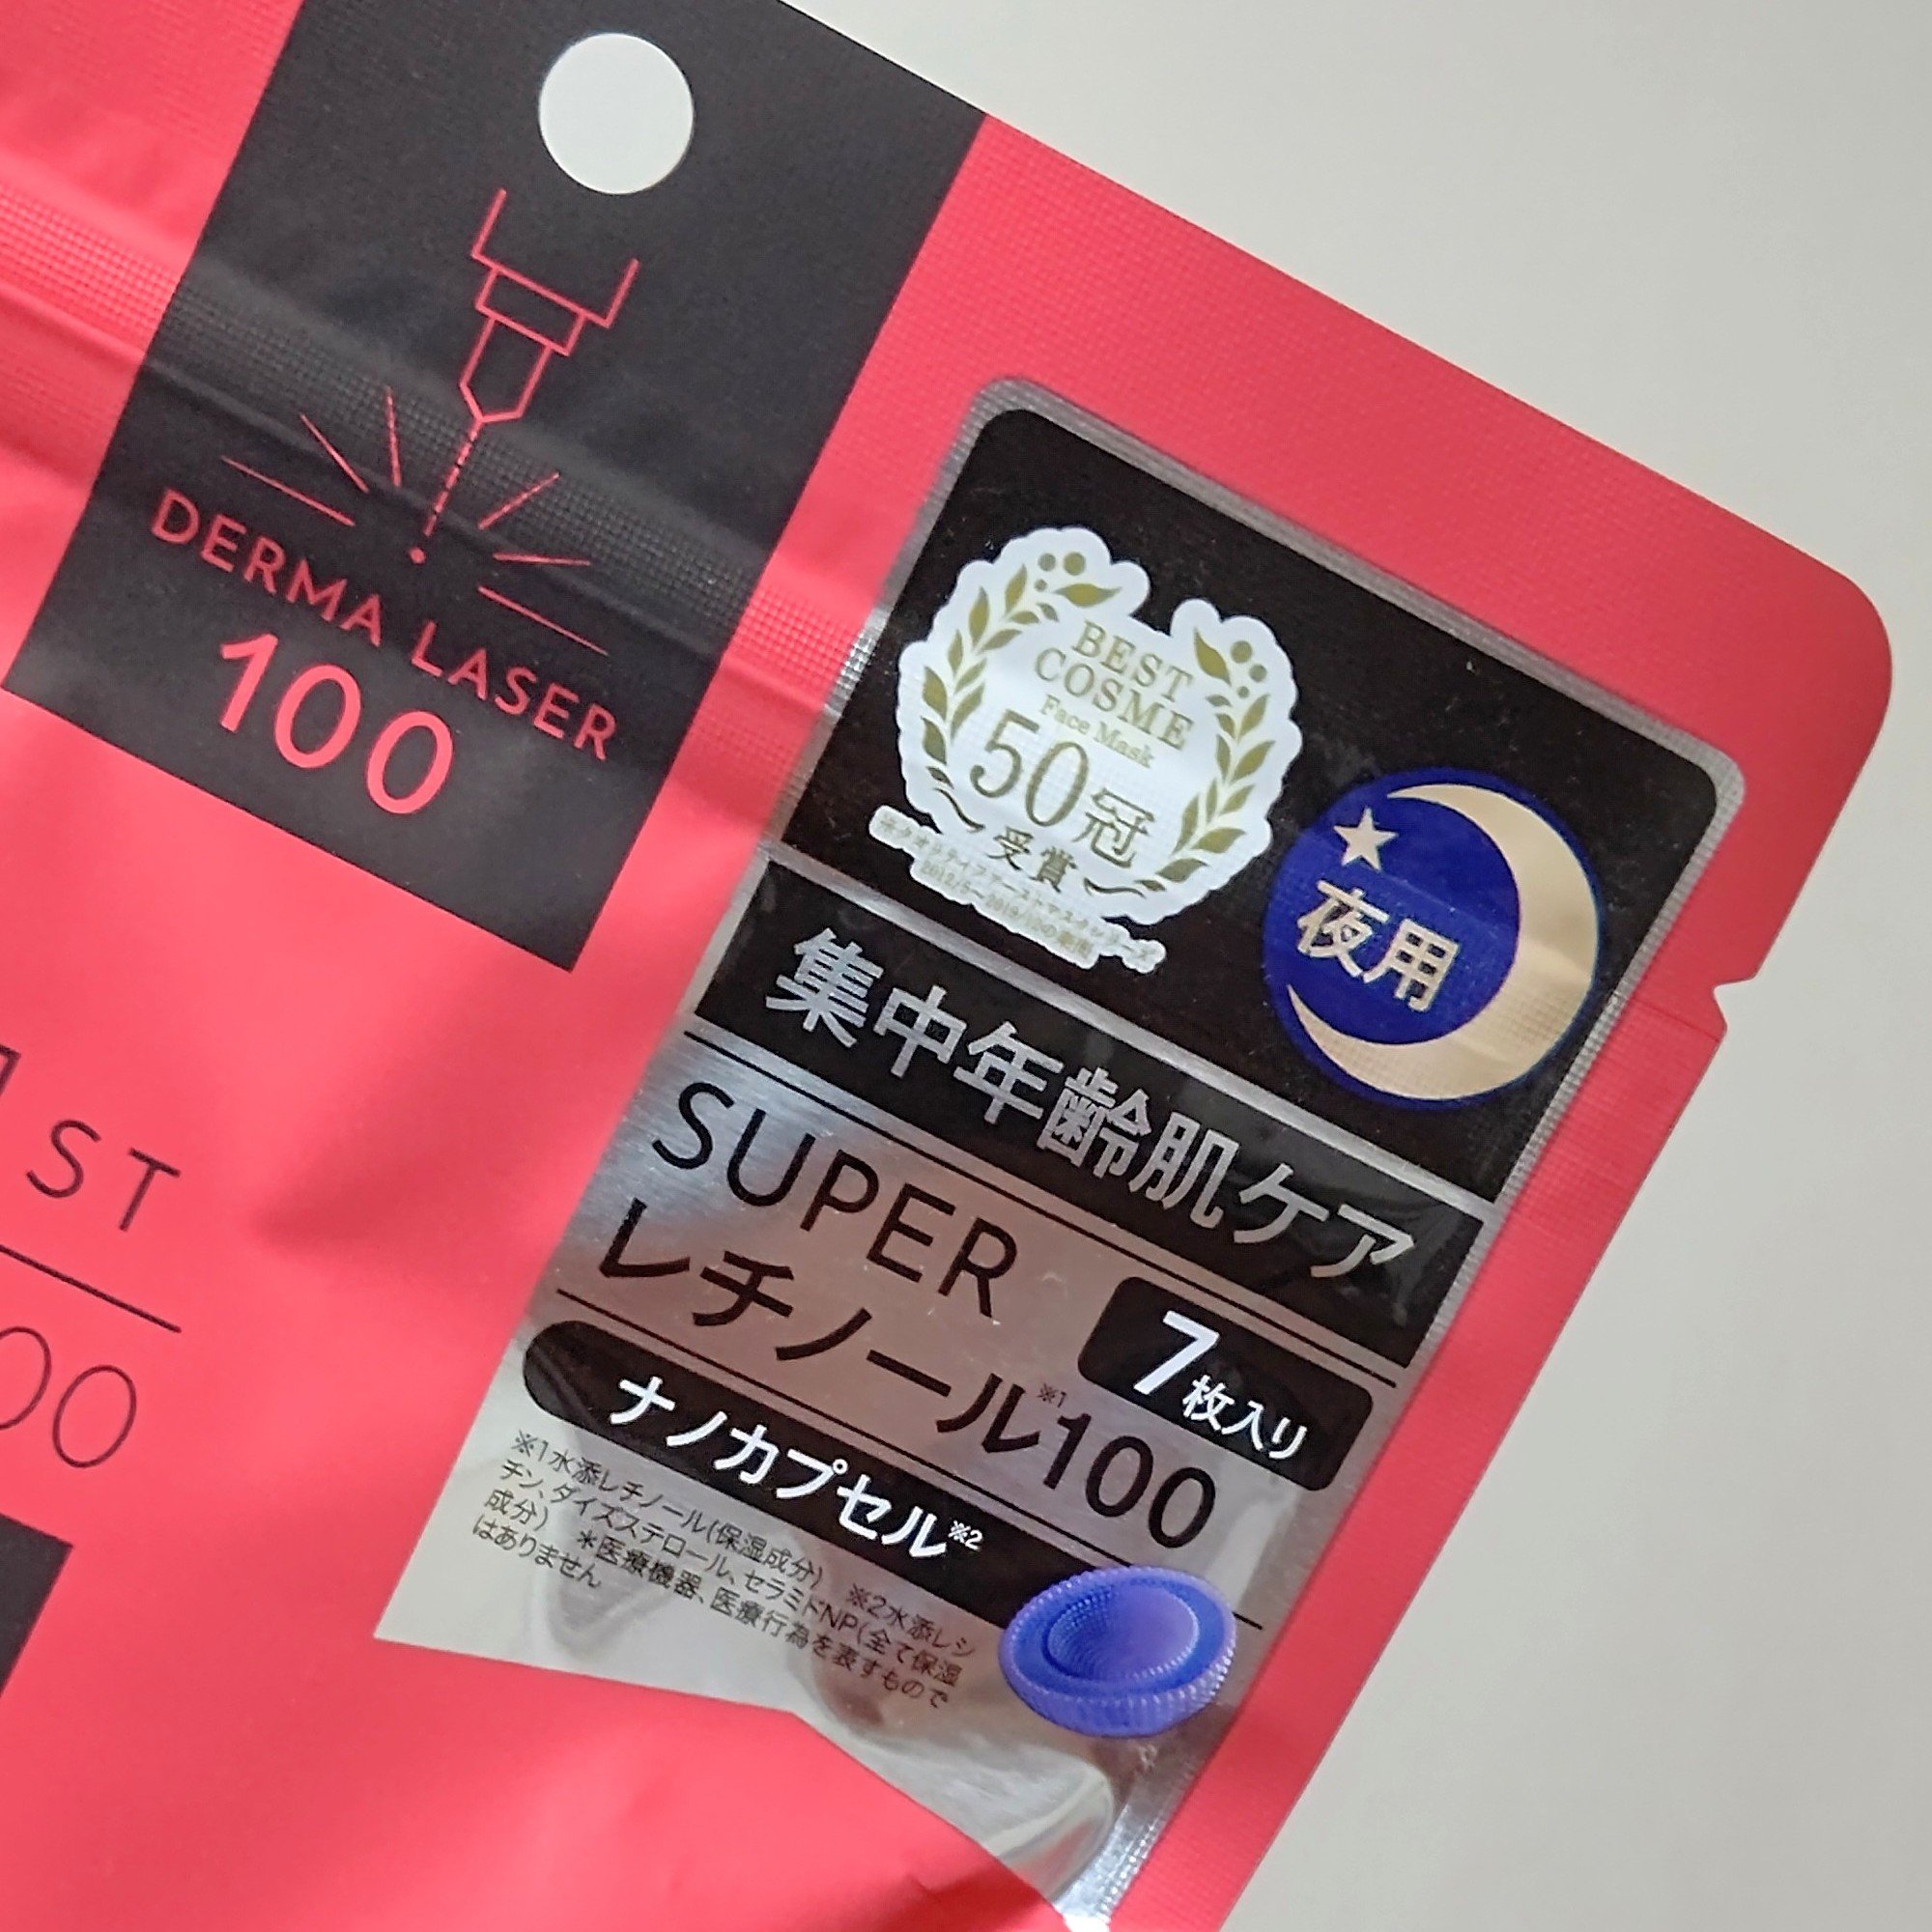 DERMA LASER
100
1ST
BEST
COSME
Face Mask
50冠
受賞
夜用
集中年齢肌ケア
SUPER
レチノール※1100
7枚入り
ナノカプセル※2
※1水添レチノール(保湿成分) ※2水添レシ
チン、ダイズステロール、セラミドNP(全て保湿
成分) *医療機器、医療行為を表すもので
はありません